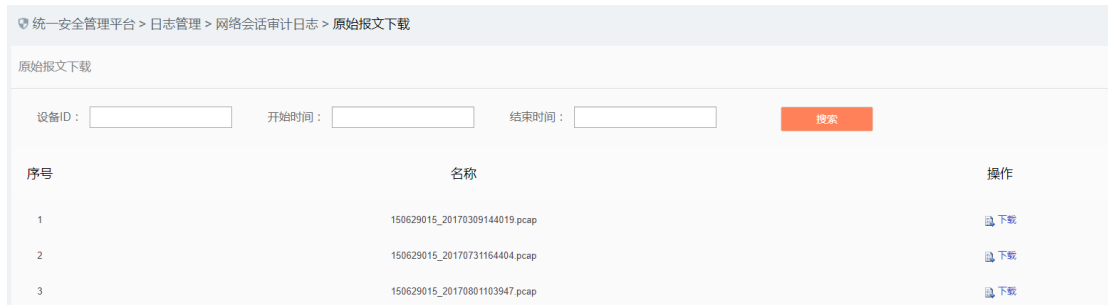 统一安全管理平台 > 日志管理 > 网络会话审计日志 > 原始报文下载
原始报文下载
设备ID： 开始时间： 结束时间： 搜索
序号 名称 操作
1 150629015_20170309144019.pcap 下载
2 150629015_20170731164404.pcap 下载
3 150629015_20170801103947.pcap 下载